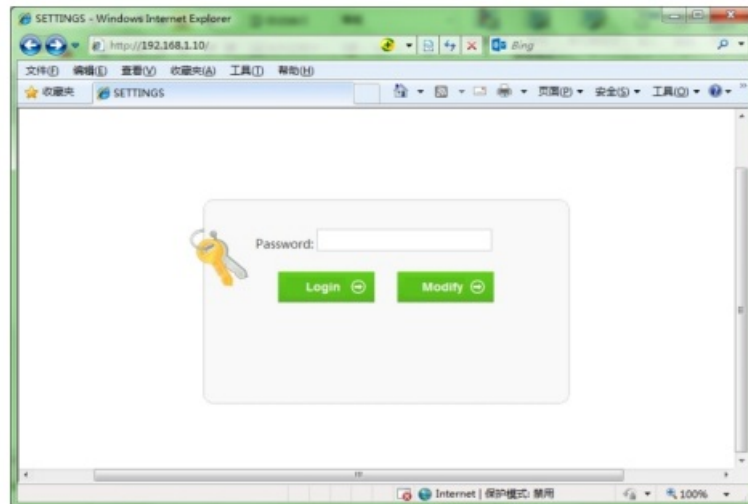 SETTINGS - Windows Internet Explorer
http://192.168.1.10/ Bing
文件(F) 编辑(E) 查看(V) 收藏夹(A) 工具(T) 帮助(H)
收藏夹 SETTINGS 页面(P) 安全(S) 工具(O)
Password:
Login Modify
Internet | 保护模式: 禁用 100%